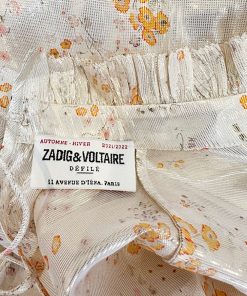 AUTOMNE - HIVER 2021/2022
ZADIG&VOLTAIRE
DÉFILÉ
11 AVENUE D'IÉNA, PARIS